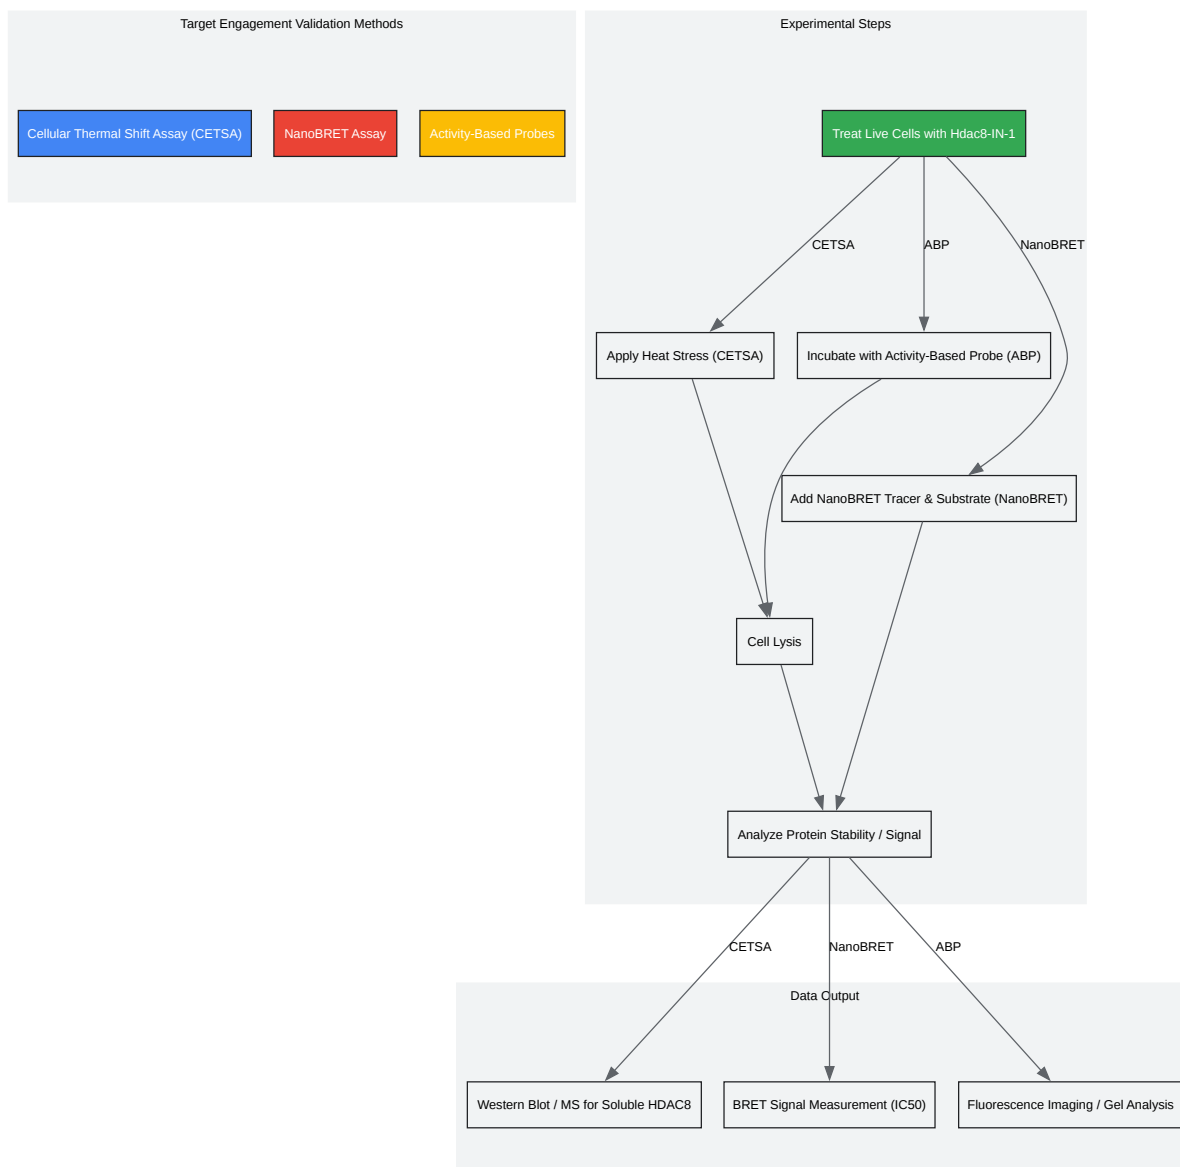 Target Engagement Validation Methods
Experimental Steps
Cellular Thermal Shift Assay (CETSA)
NanoBRET Assay
Activity-Based Probes
Treat Live Cells with Hdac8-IN-1
CETSA
ABP
NanoBRET
Apply Heat Stress (CETSA)
Incubate with Activity-Based Probe (ABP)
Add NanoBRET Tracer & Substrate (NanoBRET)
Cell Lysis
Analyze Protein Stability / Signal
CETSA
NanoBRET
ABP
Data Output
Western Blot / MS for Soluble HDAC8
BRET Signal Measurement (IC50)
Fluorescence Imaging / Gel Analysis